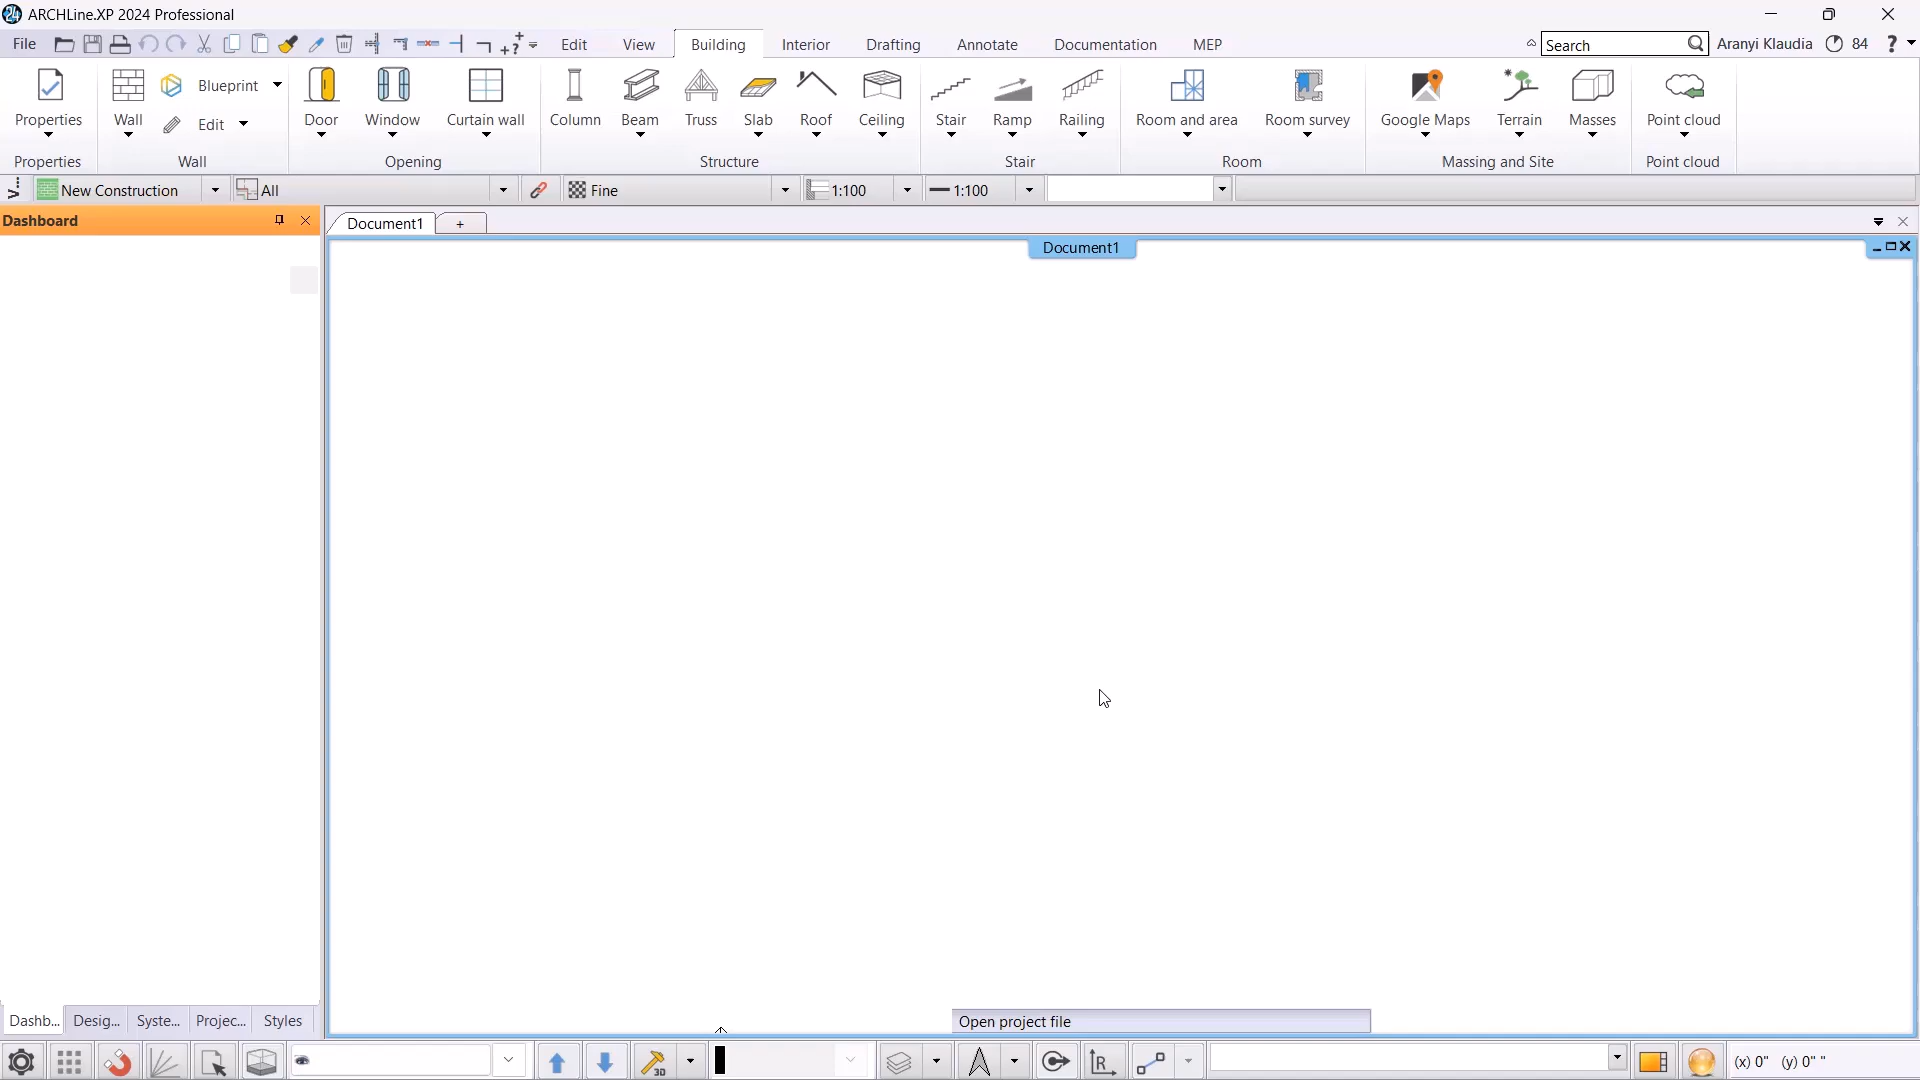 ARCHLine.XP 2024 Professional
File Edit View Building Interior Drafting Annotate Documentation MEP Search Aranyi Klaudia 84 ?
Properties Wall Blueprint Edit Door Window Curtain wall Column Beam Truss Slab Roof Ceiling Stair Ramp Railing Room and area Room survey Google Maps Terrain Masses Point cloud
Properties Wall Opening Structure Stair Room Massing and Site Point cloud
New Construction All Fine 1:100 1:100
Dashboard Document1 +
Document1
Open project file
Dashb... Desig... Syste... Projec... Styles
3D R (x) 0" (y) 0" "